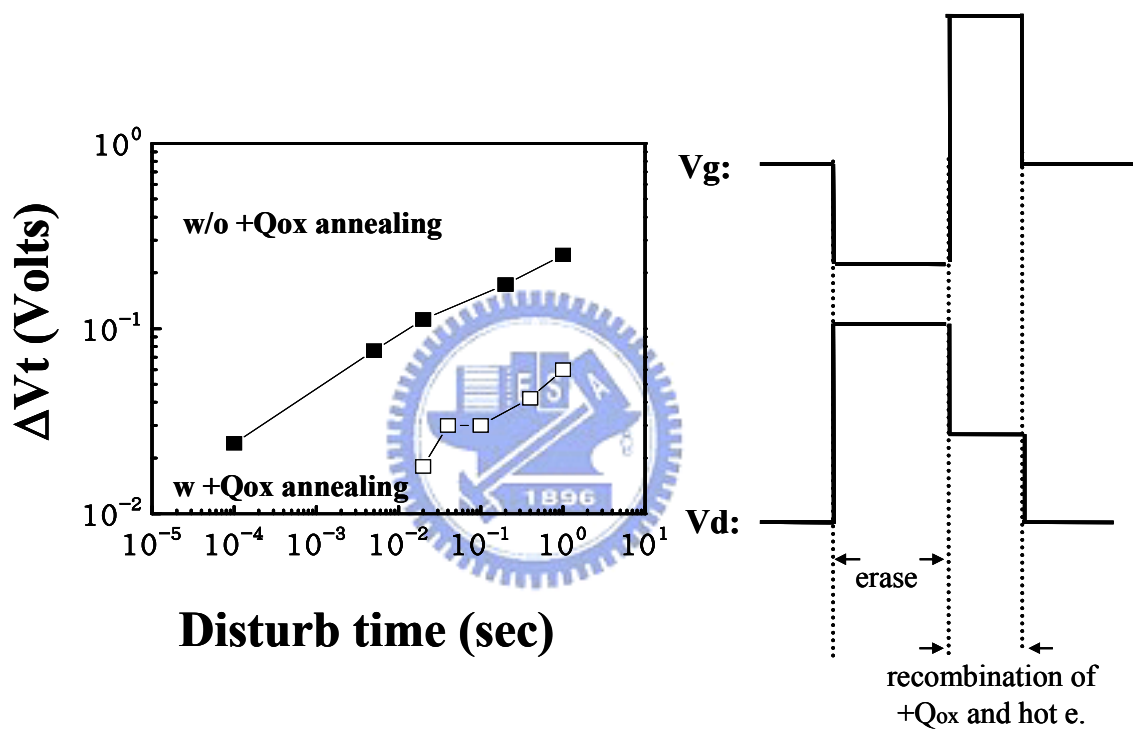 ΔVt (Volts)
10⁰
10⁻¹
10⁻²
w/o +Qox annealing
w +Qox annealing
10⁻⁵ 10⁻⁴ 10⁻³ 10⁻² 10⁻¹ 10⁰ 10¹
Disturb time (sec)
E S A
1896
Vg:
Vd:
erase
recombination of
+Qox and hot e.